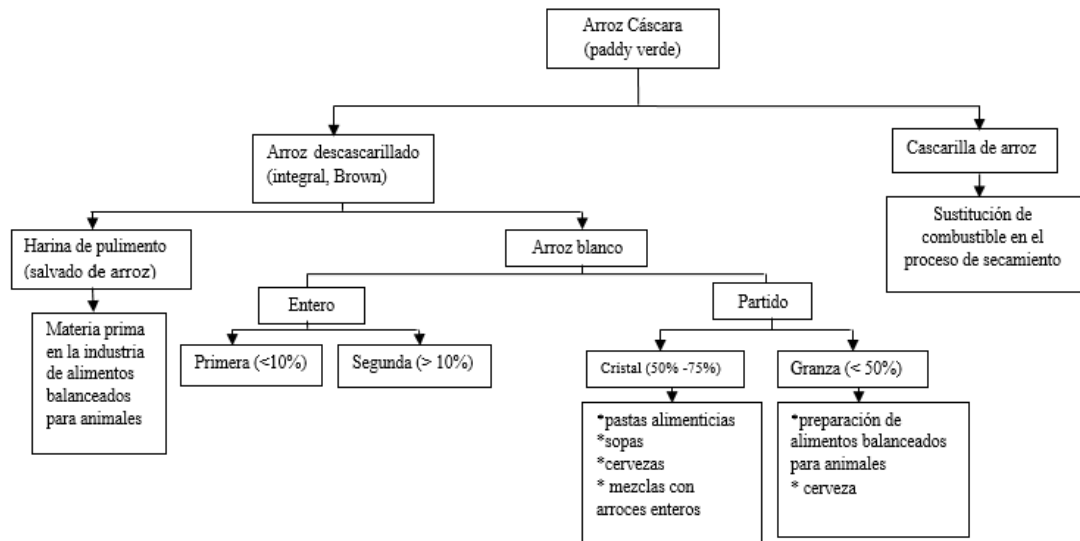 Arroz Cáscara
(paddy verde)
Arroz descascarillado
(integral, Brown)
Cascarilla de arroz
Harina de pulimento
(salvado de arroz)
Arroz blanco
Sustitución de
combustible en el
proceso de secamiento
Entero
Partido
Materia prima
en la industria
de alimentos
balanceados
para animales
Primera (<10%)
Segunda (> 10%)
Cristal (50% -75%)
Granza (< 50%)
*pastas alimenticias
*sopas
*cervezas
* mezclas con
arroces enteros
*preparación de
alimentos balanceados
para animales
* cerveza